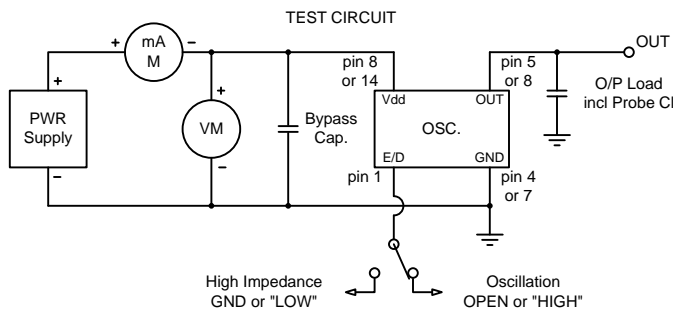 TEST CIRCUIT
+
mA
M
−
+
PWR
Supply
−
+
VM
−
Bypass
Cap.
pin 8
or 14
Vdd
OUT
OSC.
E/D
GND
pin 1
pin 5
or 8
pin 4
or 7
OUT
O/P Load
incl Probe Cl
High Impedance
GND or "LOW"
Oscillation
OPEN or "HIGH"